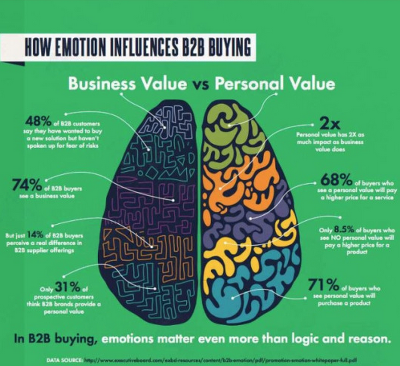 HOW EMOTION INFLUENCES B2B BUYING
Business Value vs Personal Value
48% of B2B customers
say they have wanted to buy
a new solution but haven't
spoken up for fear of risks
74% of B2B buyers
see a business value
But just 14% of B2B buyers
perceive a real difference in
B2B supplier offerings
Only 31% of
prospective customers
think B2B brands provide a
personal value
2x
Personal value has 2X as
much impact as business
value does
68% of buyers who
see a personal value will pay
a higher price for a service
Only 8.5% of buyers who
see NO personal value will
pay a higher price for a
product
71% of buyers who
see personal value will
purchase a product
In B2B buying, emotions matter even more than logic and reason.
DATA SOURCE: http://www.executiveboard.com/exbd-resources/content/b2b-emotion/pdf/promotion-emotion-whitepaper-full.pdf